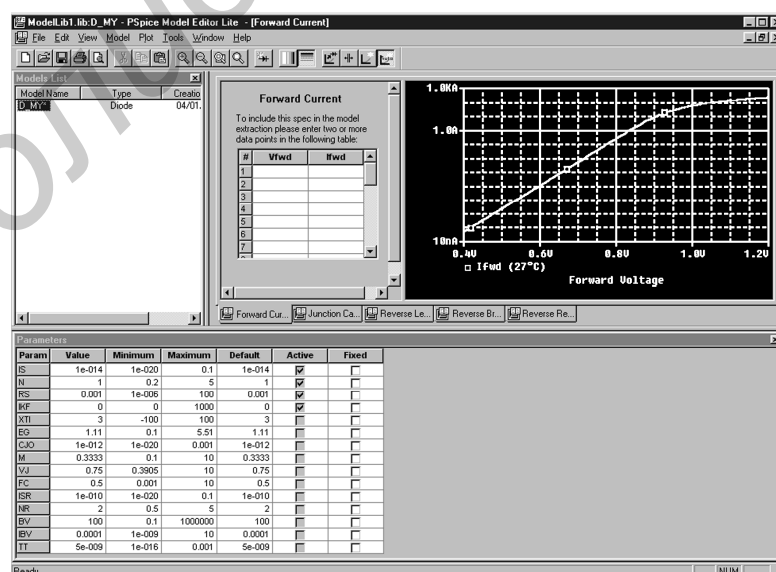 ModelLib1.lib:D_MY - PSpice Model Editor Lite - [Forward Current]
File Edit View Model Plot Tools Window Help
Models List
Model Name Type Creatio
D_MY* Diode 04/01.
Forward Current
To include this spec in the model
extraction please enter two or more
data points in the following table:
# Vfwd Ifwd
1
2
3
4
5
6
7
1.0KA
1.0A
10nA
0.4V 0.6V 0.8V 1.0V 1.2V
Ifwd (27°C)
Forward Voltage
Forward Cur... Junction Ca... Reverse Le... Reverse Br... Reverse Re...
Parameters
Param Value Minimum Maximum Default Active Fixed
IS 1e-014 1e-020 0.1 1e-014
N 1 0.2 5 1
RS 0.001 1e-006 100 0.001
IKF 0 0 1000 0
XTI 3 -100 100 3
EG 1.11 0.1 5.51 1.11
CJO 1e-012 1e-020 0.001 1e-012
M 0.3333 0.1 10 0.3333
VJ 0.75 0.3905 10 0.75
FC 0.5 0.001 10 0.5
ISR 1e-010 1e-020 0.1 1e-010
NR 2 0.5 5 2
BV 100 0.1 1000000 100
IBV 0.0001 1e-009 10 0.0001
TT 5e-009 1e-016 0.001 5e-009
Ready NUM